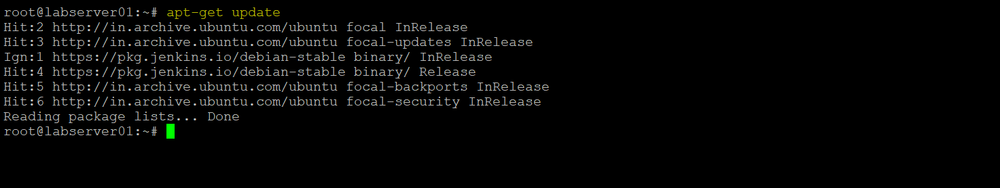 root@labserver01:~# apt-get update
Hit:2 http://in.archive.ubuntu.com/ubuntu focal InRelease
Hit:3 http://in.archive.ubuntu.com/ubuntu focal-updates InRelease
Ign:1 https://pkg.jenkins.io/debian-stable binary/ InRelease
Hit:4 https://pkg.jenkins.io/debian-stable binary/ Release
Hit:5 http://in.archive.ubuntu.com/ubuntu focal-backports InRelease
Hit:6 http://in.archive.ubuntu.com/ubuntu focal-security InRelease
Reading package lists... Done
root@labserver01:~#